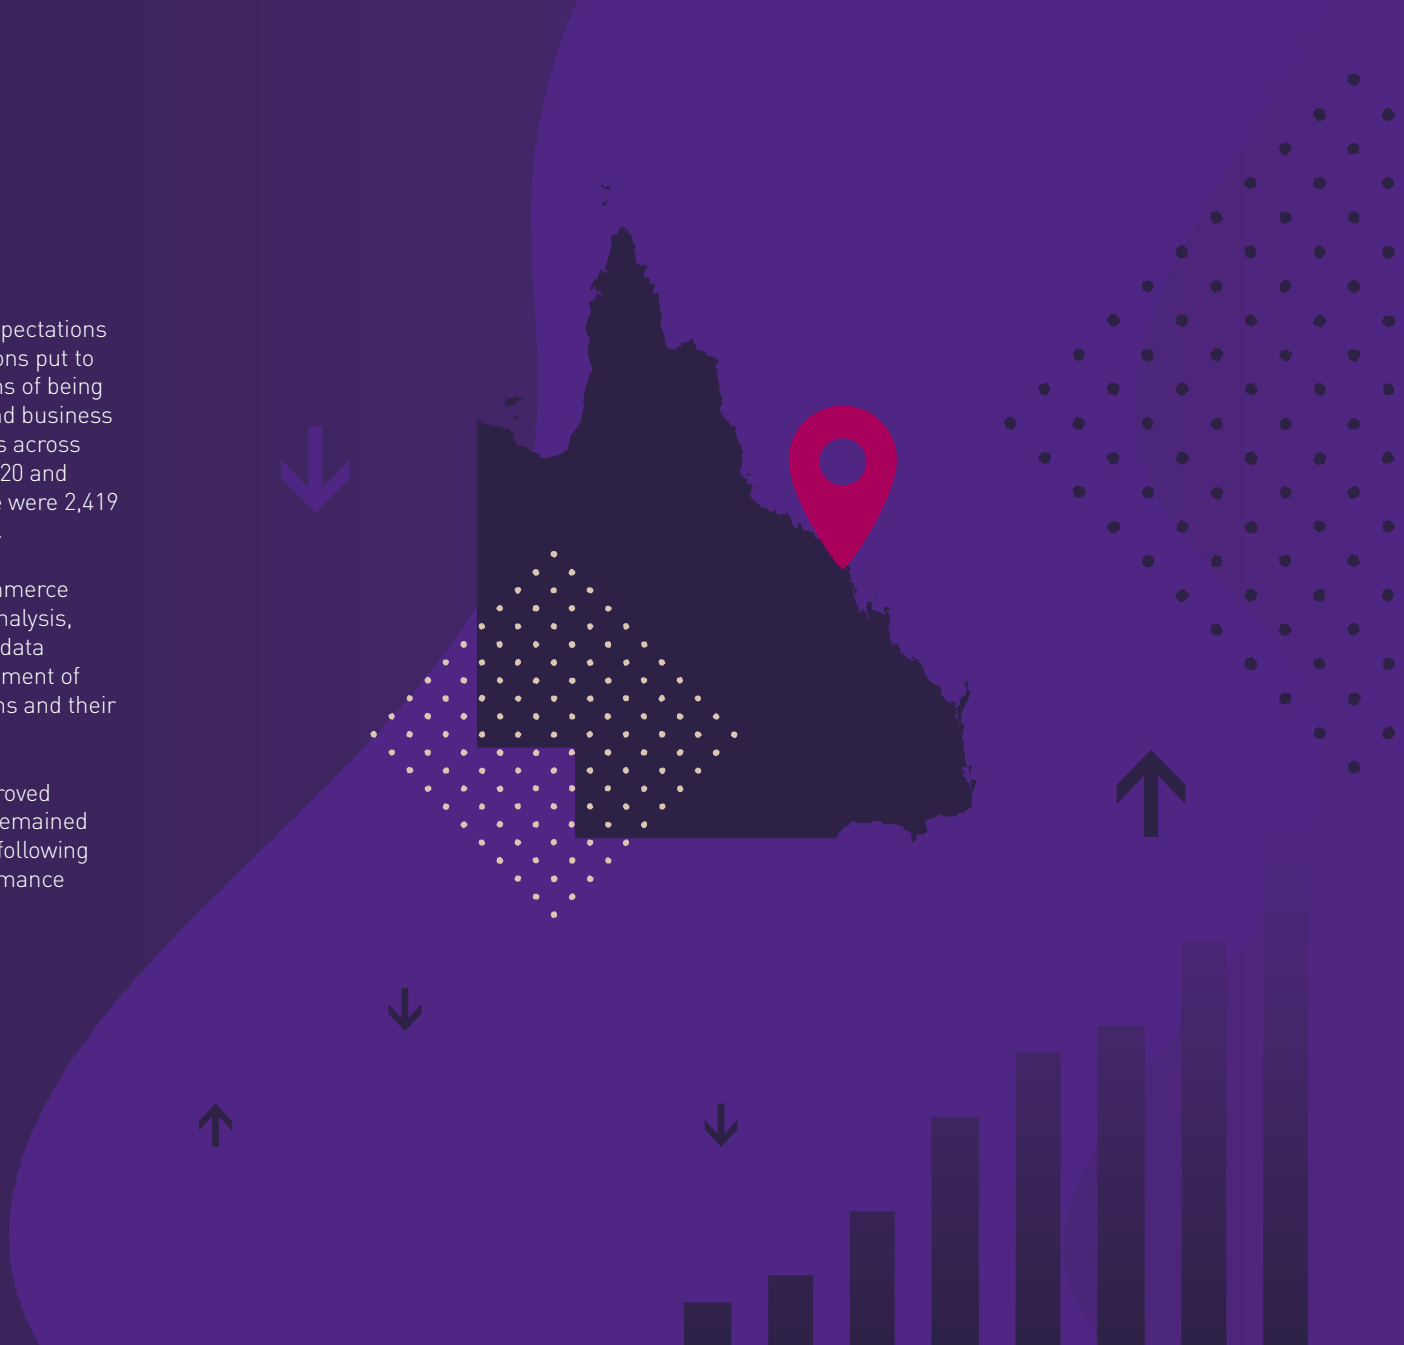 pectations
ons put to
ns of being
nd business
s across
20 and
e were 2,419
.
nmerce
nalysis,
data
ment of
ns and their
roved
emained
following
mance